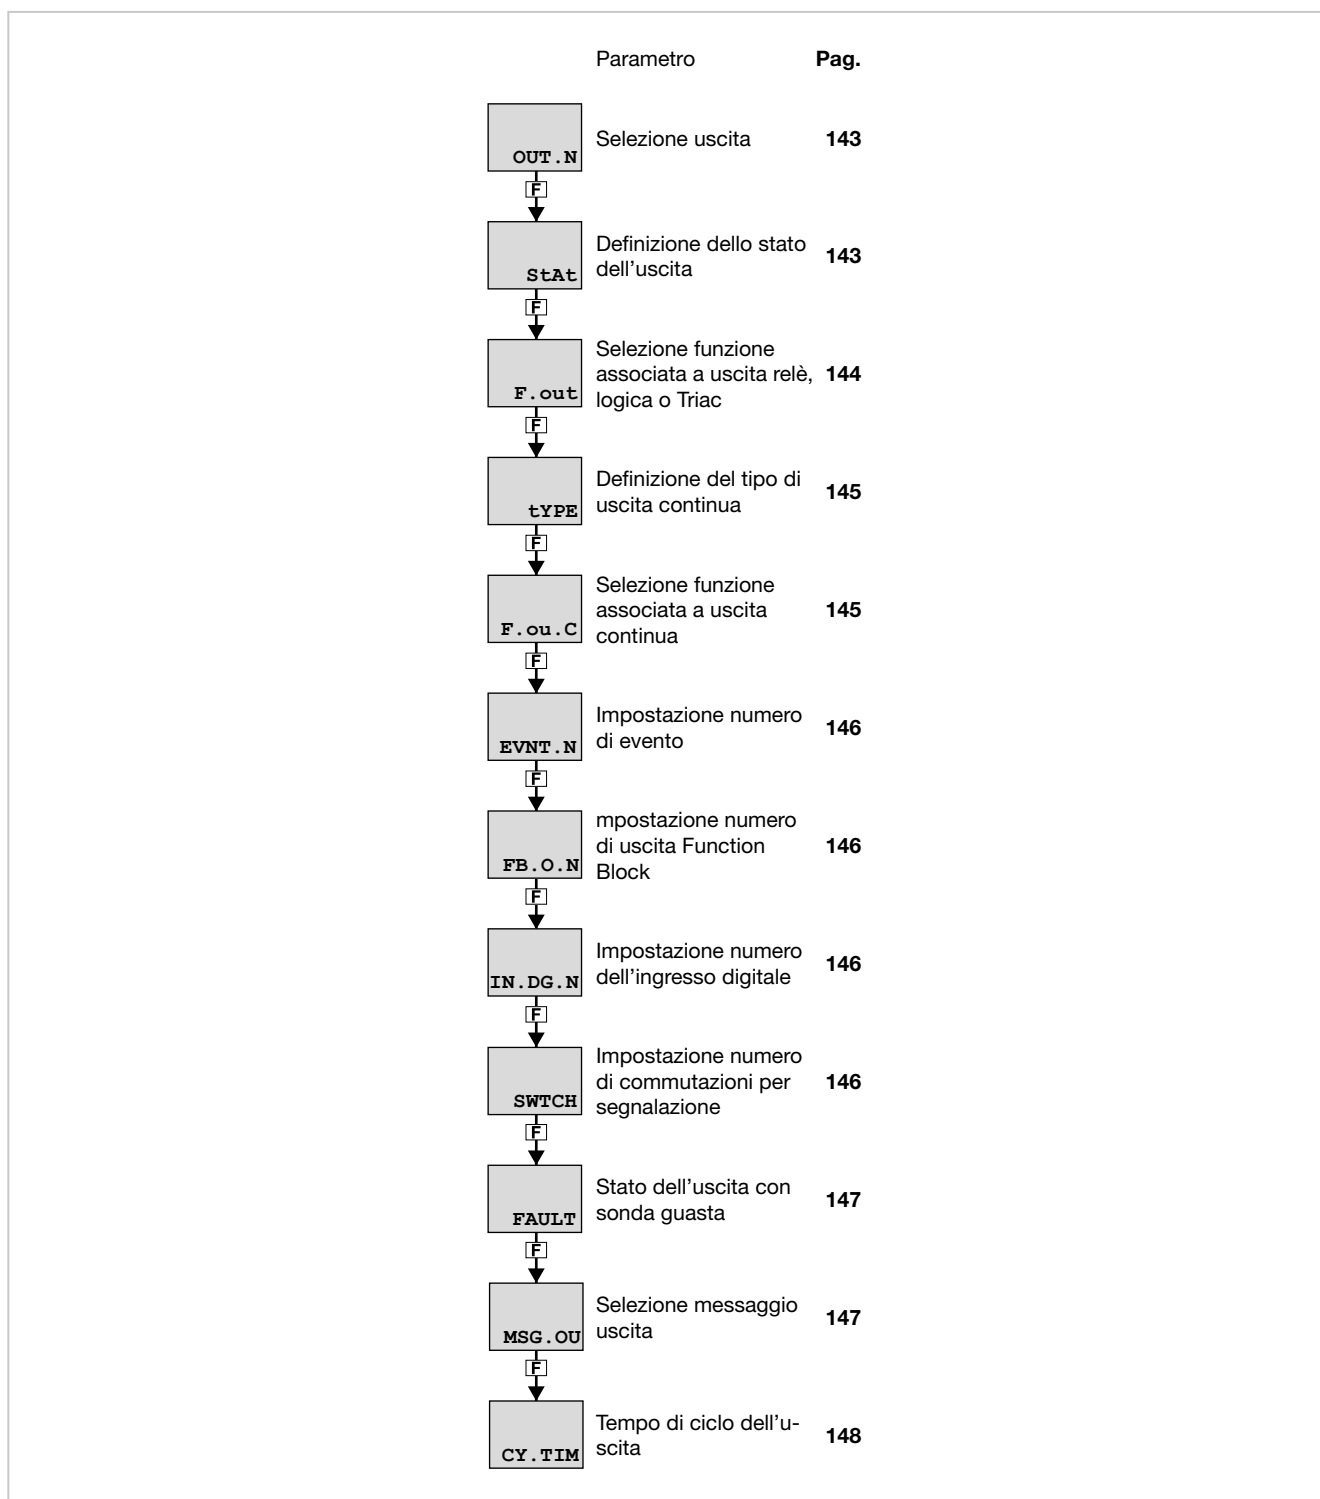 Parametro Pag.
OUT.N Selezione uscita 143
F
StAt Definizione dello stato
dell’uscita 143
F
F.out Selezione funzione
associata a uscita relè, 144
logica o Triac
F
tYPE Definizione del tipo di
uscita continua 145
F
F.ou.C Selezione funzione
associata a uscita 145
continua
F
EVNT.N Impostazione numero
di evento 146
F
FB.O.N mpostazione numero
di uscita Function 146
Block
F
IN.DG.N Impostazione numero
dell’ingresso digitale 146
F
SWTCH Impostazione numero
di commutazioni per 146
segnalazione
F
FAULT Stato dell’uscita con
sonda guasta 147
F
MSG.OU Selezione messaggio
uscita 147
F
CY.TIM Tempo di ciclo dell’u-
scita 148